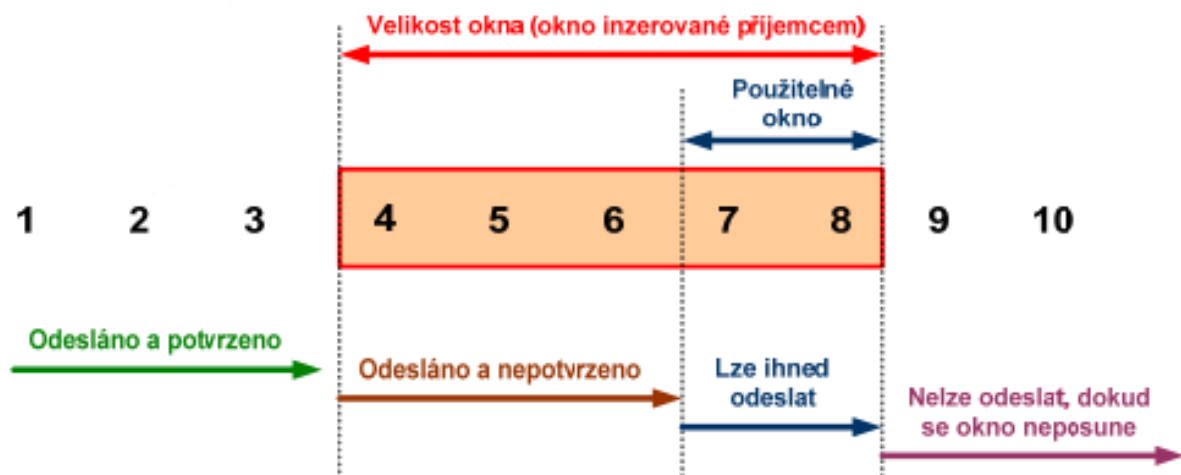 Velikost okna (okno inzerované příjemcem)
Použitelné
okno
1 2 3 4 5 6 7 8 9 10
Odesláno a potvrzeno
Odesláno a nepotvrzeno
Lze ihned
odeslat
Nelze odeslat, dokud
se okno neposune